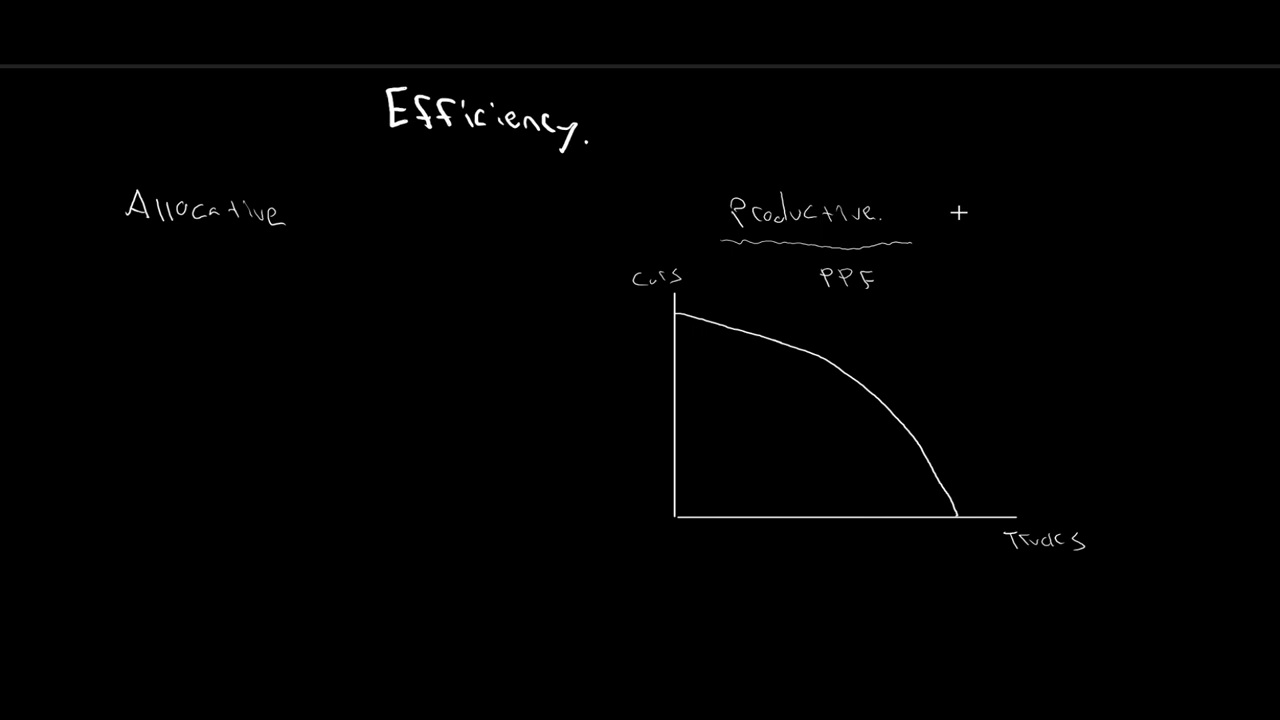 Efficiency.
Allocative
Productive.
PPF
Cars
Trucks